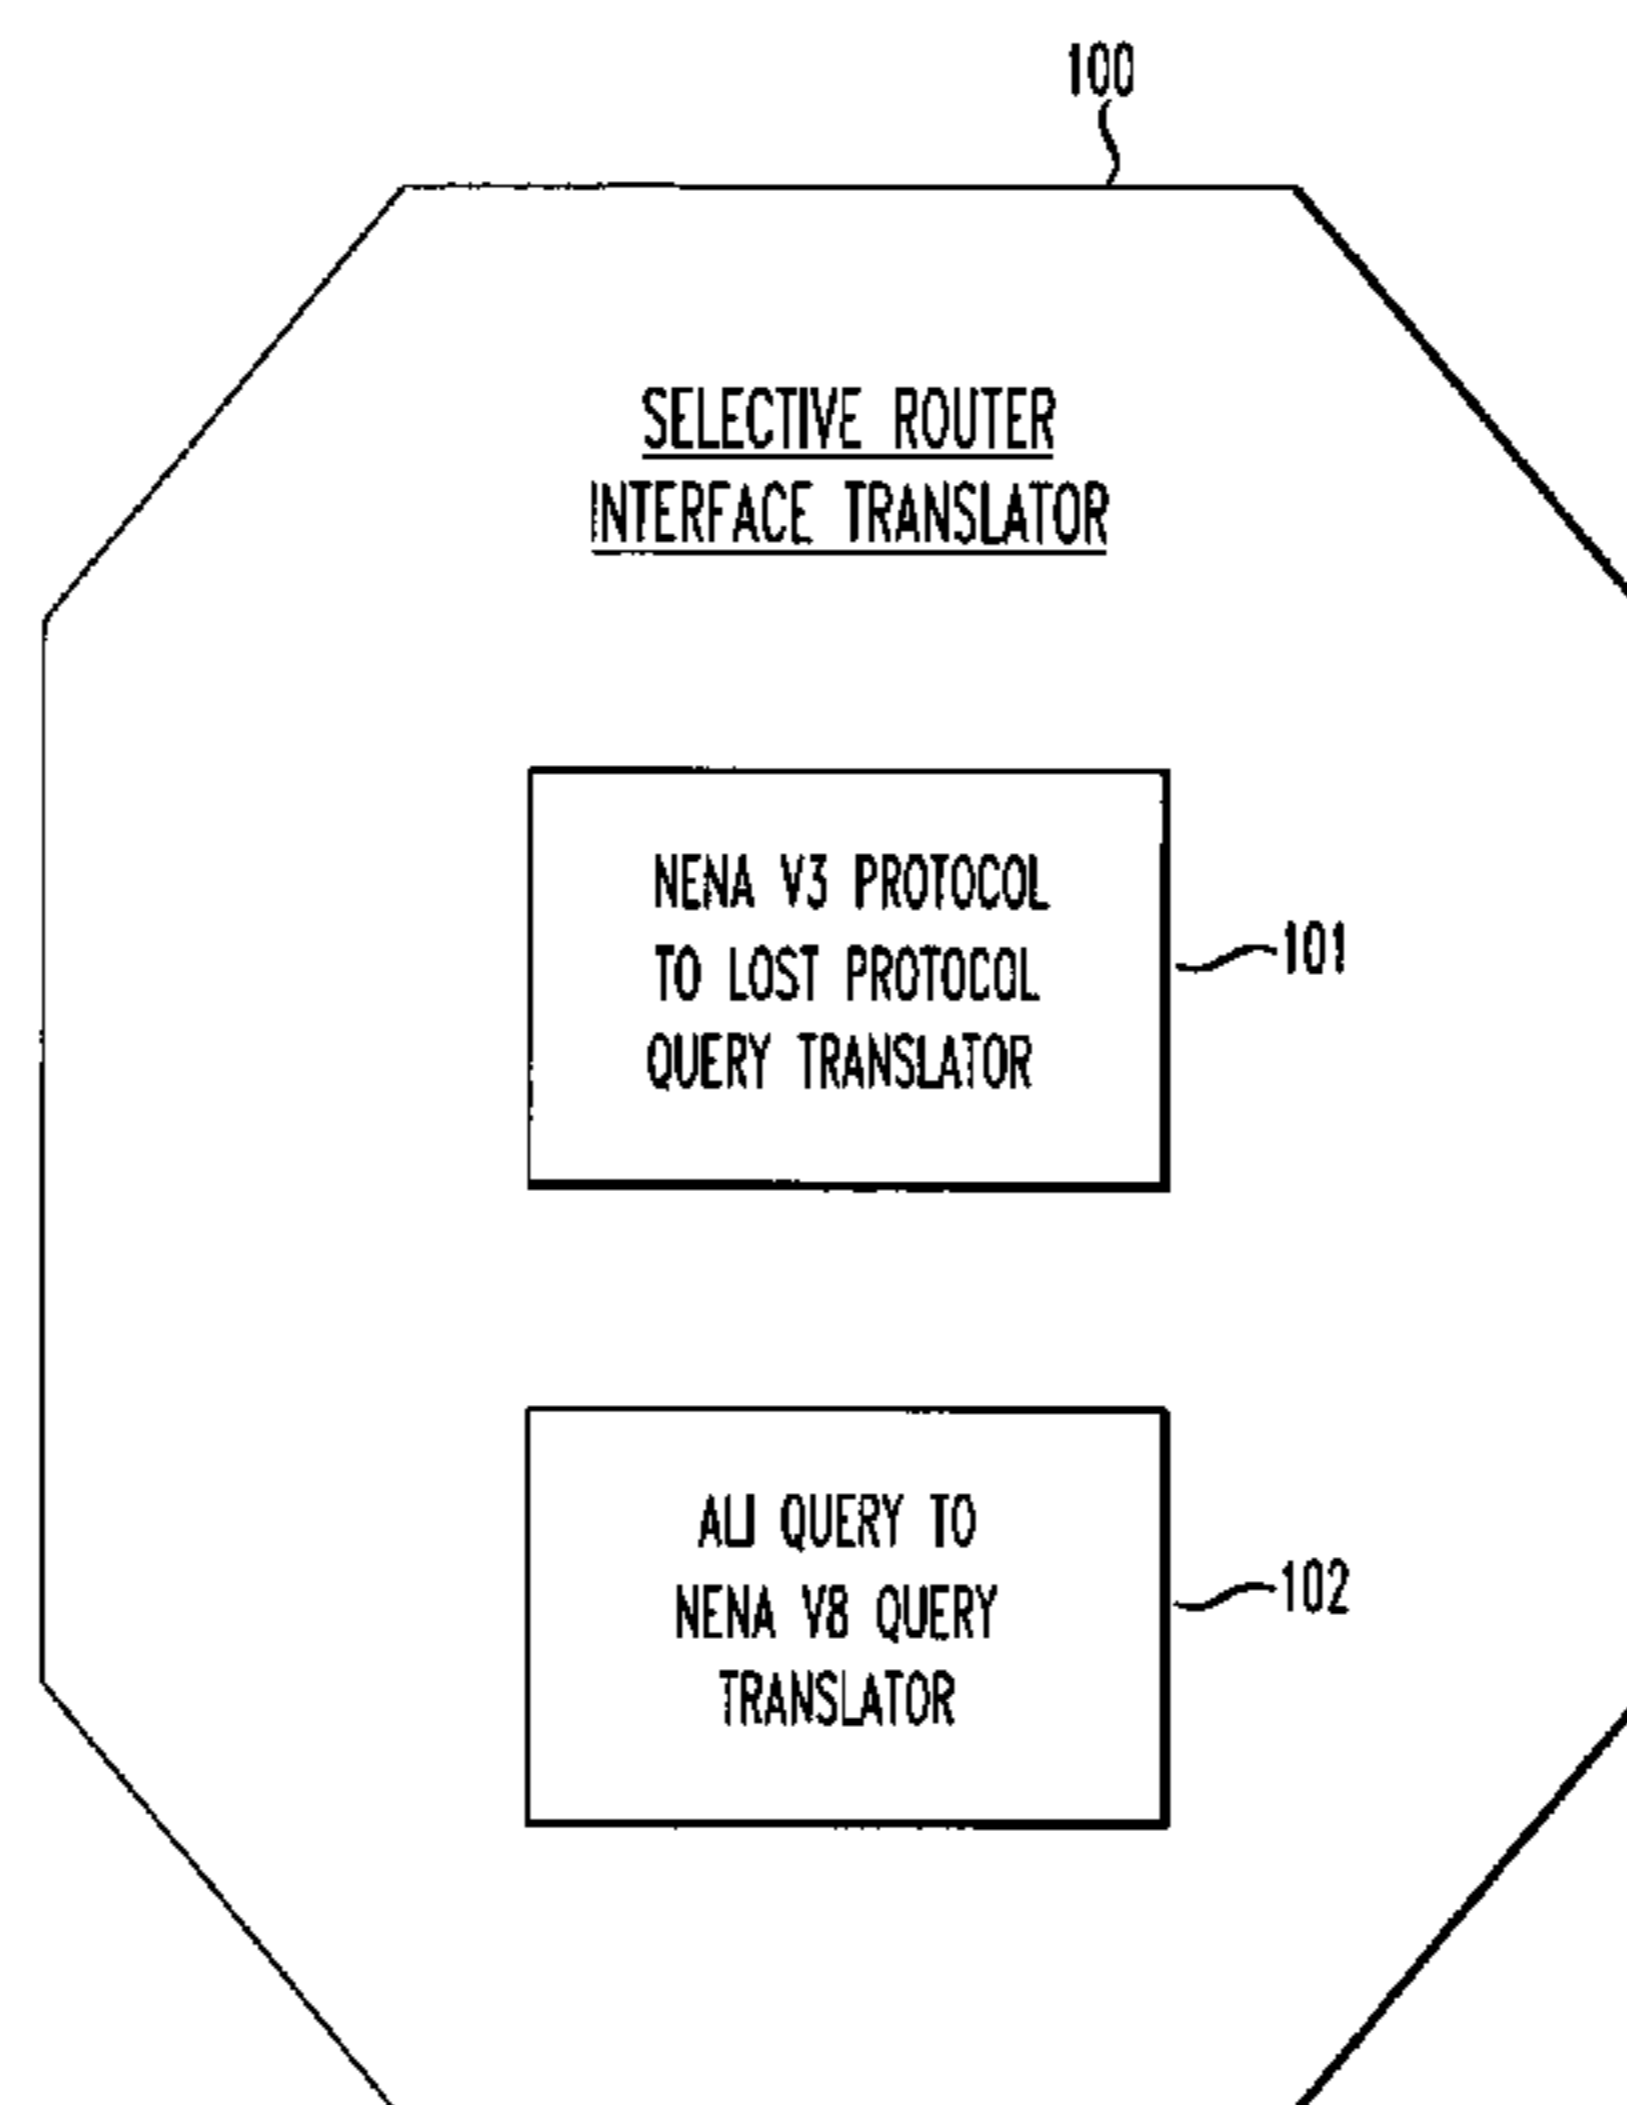 100
SELECTIVE ROUTER
INTERFACE TRANSLATOR
NENA V3 PROTOCOL
TO LOST PROTOCOL
QUERY TRANSLATOR
101
ALI QUERY TO
NENA V8 QUERY
TRANSLATOR
102